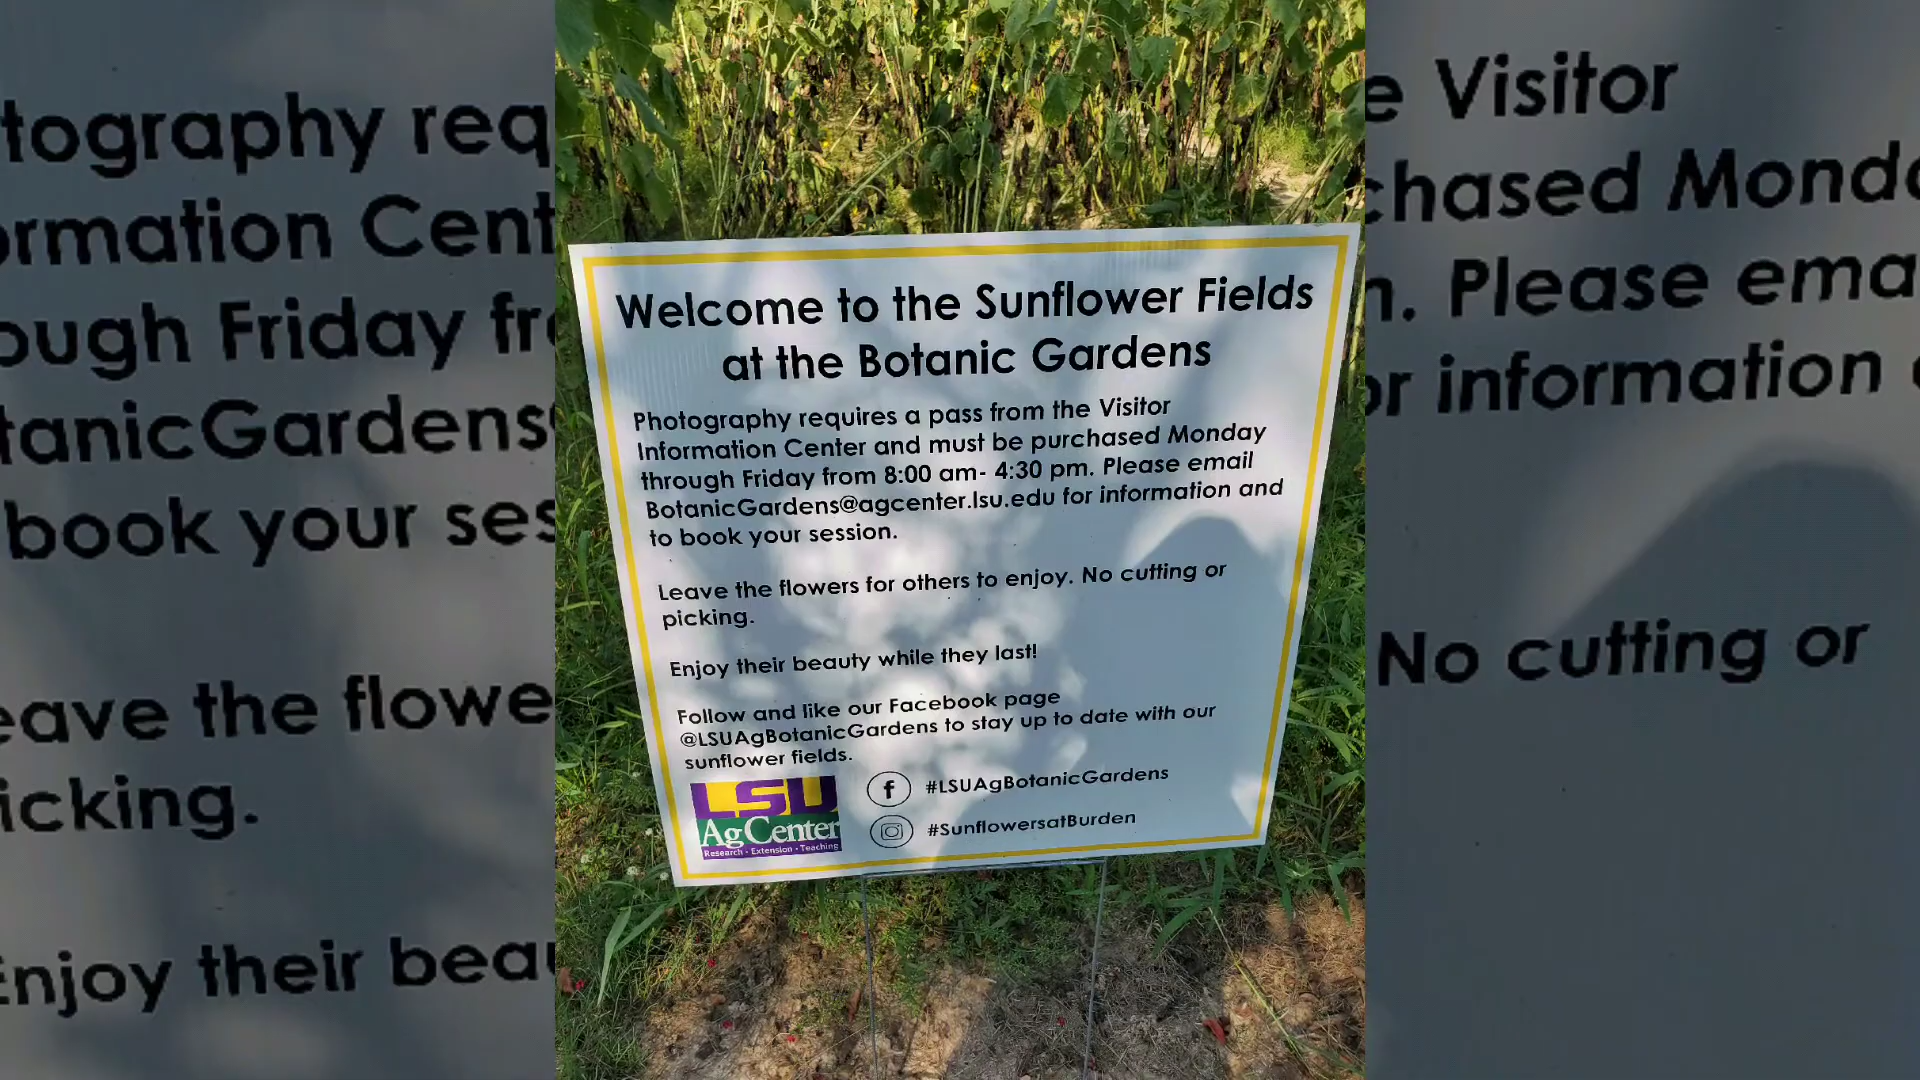 Welcome to the Sunflower Fields
at the Botanic Gardens
Photography requires a pass from the Visitor
Information Center and must be purchased Monday
through Friday from 8:00 am- 4:30 pm. Please email
BotanicGardens@agcenter.lsu.edu for information and
to book your session.
Leave the flowers for others to enjoy. No cutting or
picking.
Enjoy their beauty while they last!
Follow and like our Facebook page
@LSUAgBotanicGardens to stay up to date with our
sunflower fields.
LSU
AgCenter
Research • Extension • Teaching
f #LSUAgBotanicGardens
#SunflowersatBurden